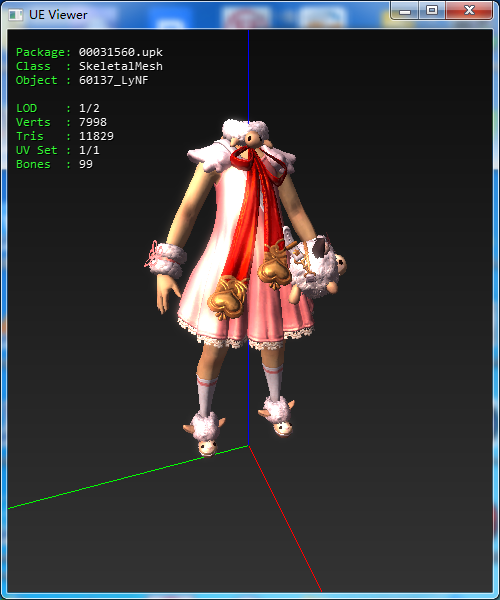 UE Viewer
Package: 00031560.upk
Class : SkeletalMesh
Object : 60137_LyNF
LOD : 1/2
Verts : 7998
Tris : 11829
UV Set : 1/1
Bones : 99